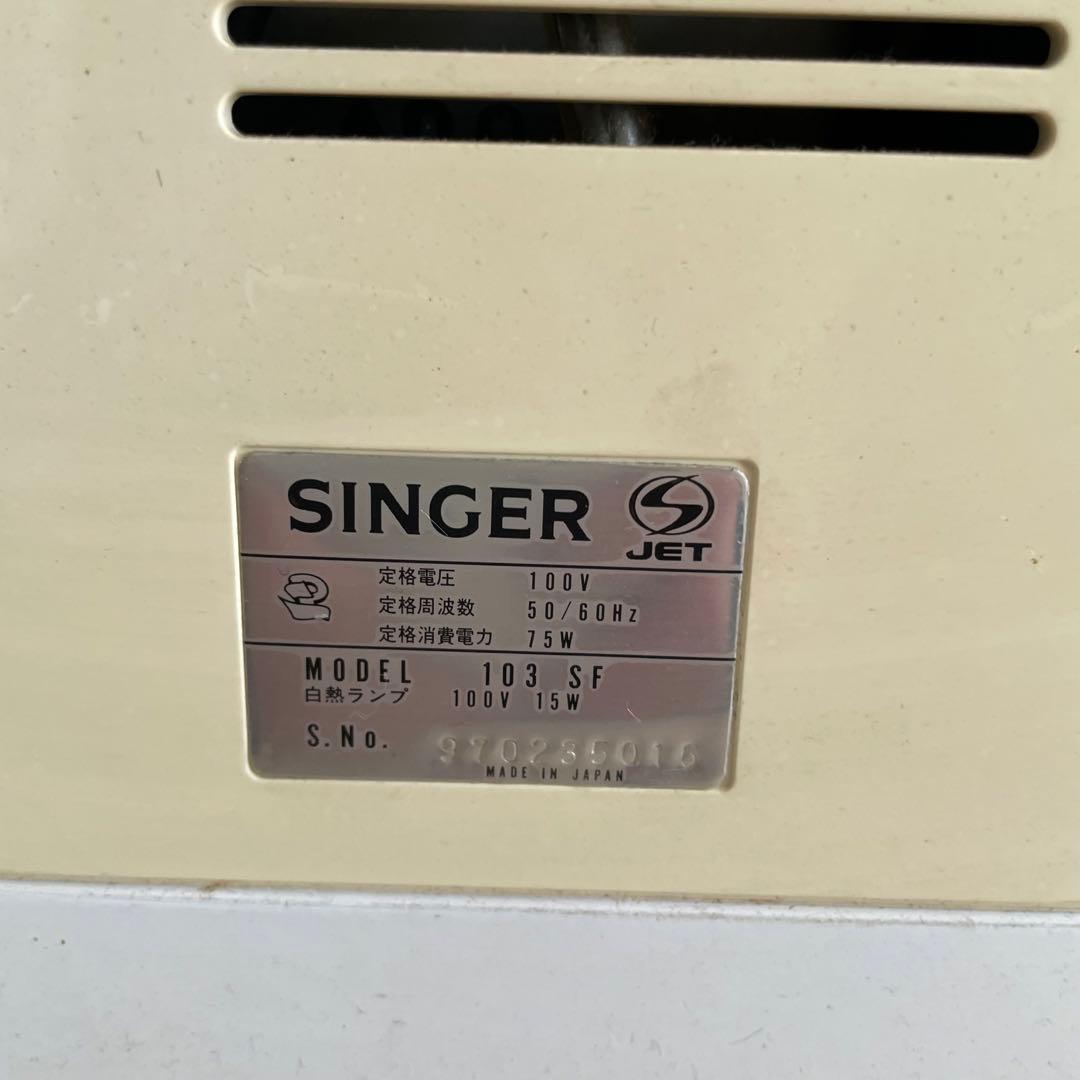 SINGER
S JET
定格電圧 100V
定格周波数 50/60Hz
定格消費電力 75W
MODEL 103 SF
白熱ランプ 100V 15W
S.No. 970235016
MADE IN JAPAN